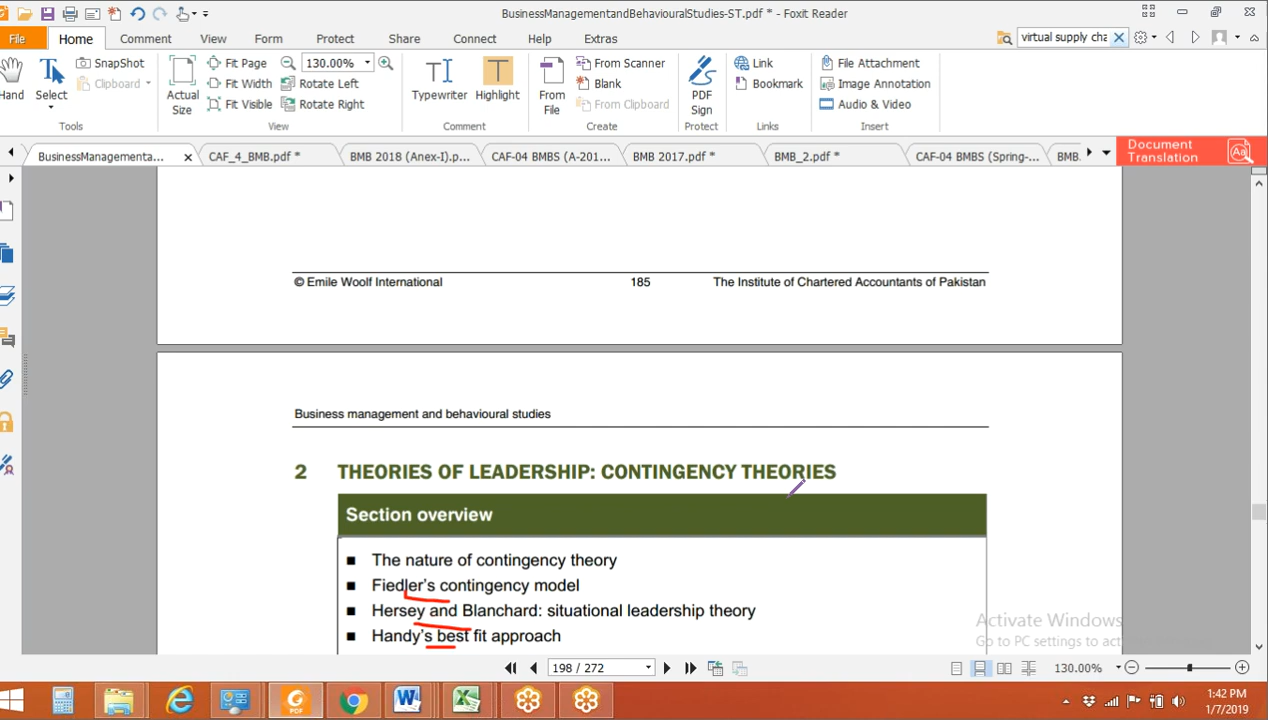 BusinessManagementandBehaviouralStudies-ST.pdf * - Foxit Reader
File Home Comment View Form Protect Share Connect Help Extras virtual supply cha
Hand Select SnapShot Clipboard
Tools
Actual Size Fit Page Fit Width Fit Visible 130.00% Rotate Left Rotate Right
View
Typewriter Highlight
Comment
From File From Scanner Blank From Clipboard
Create
PDF Sign
Protect
Link Bookmark
Links
File Attachment Image Annotation Audio & Video
Insert
BusinessManagementa... CAF_4_BMB.pdf * BMB 2018 (Anex-I).p... CAF-04 BMBS (A-201... BMB 2017.pdf * BMB_2.pdf * CAF-04 BMBS (Spring-... BMB.
Document Translation
© Emile Woolf International 185 The Institute of Chartered Accountants of Pakistan
Business management and behavioural studies
2 THEORIES OF LEADERSHIP: CONTINGENCY THEORIES
Section overview
■ The nature of contingency theory
■ Fiedler's contingency model
■ Hersey and Blanchard: situational leadership theory
■ Handy's best fit approach
Activate Windows
Go to PC settings to act
198 / 272 130.00%
1:42 PM
1/7/2019